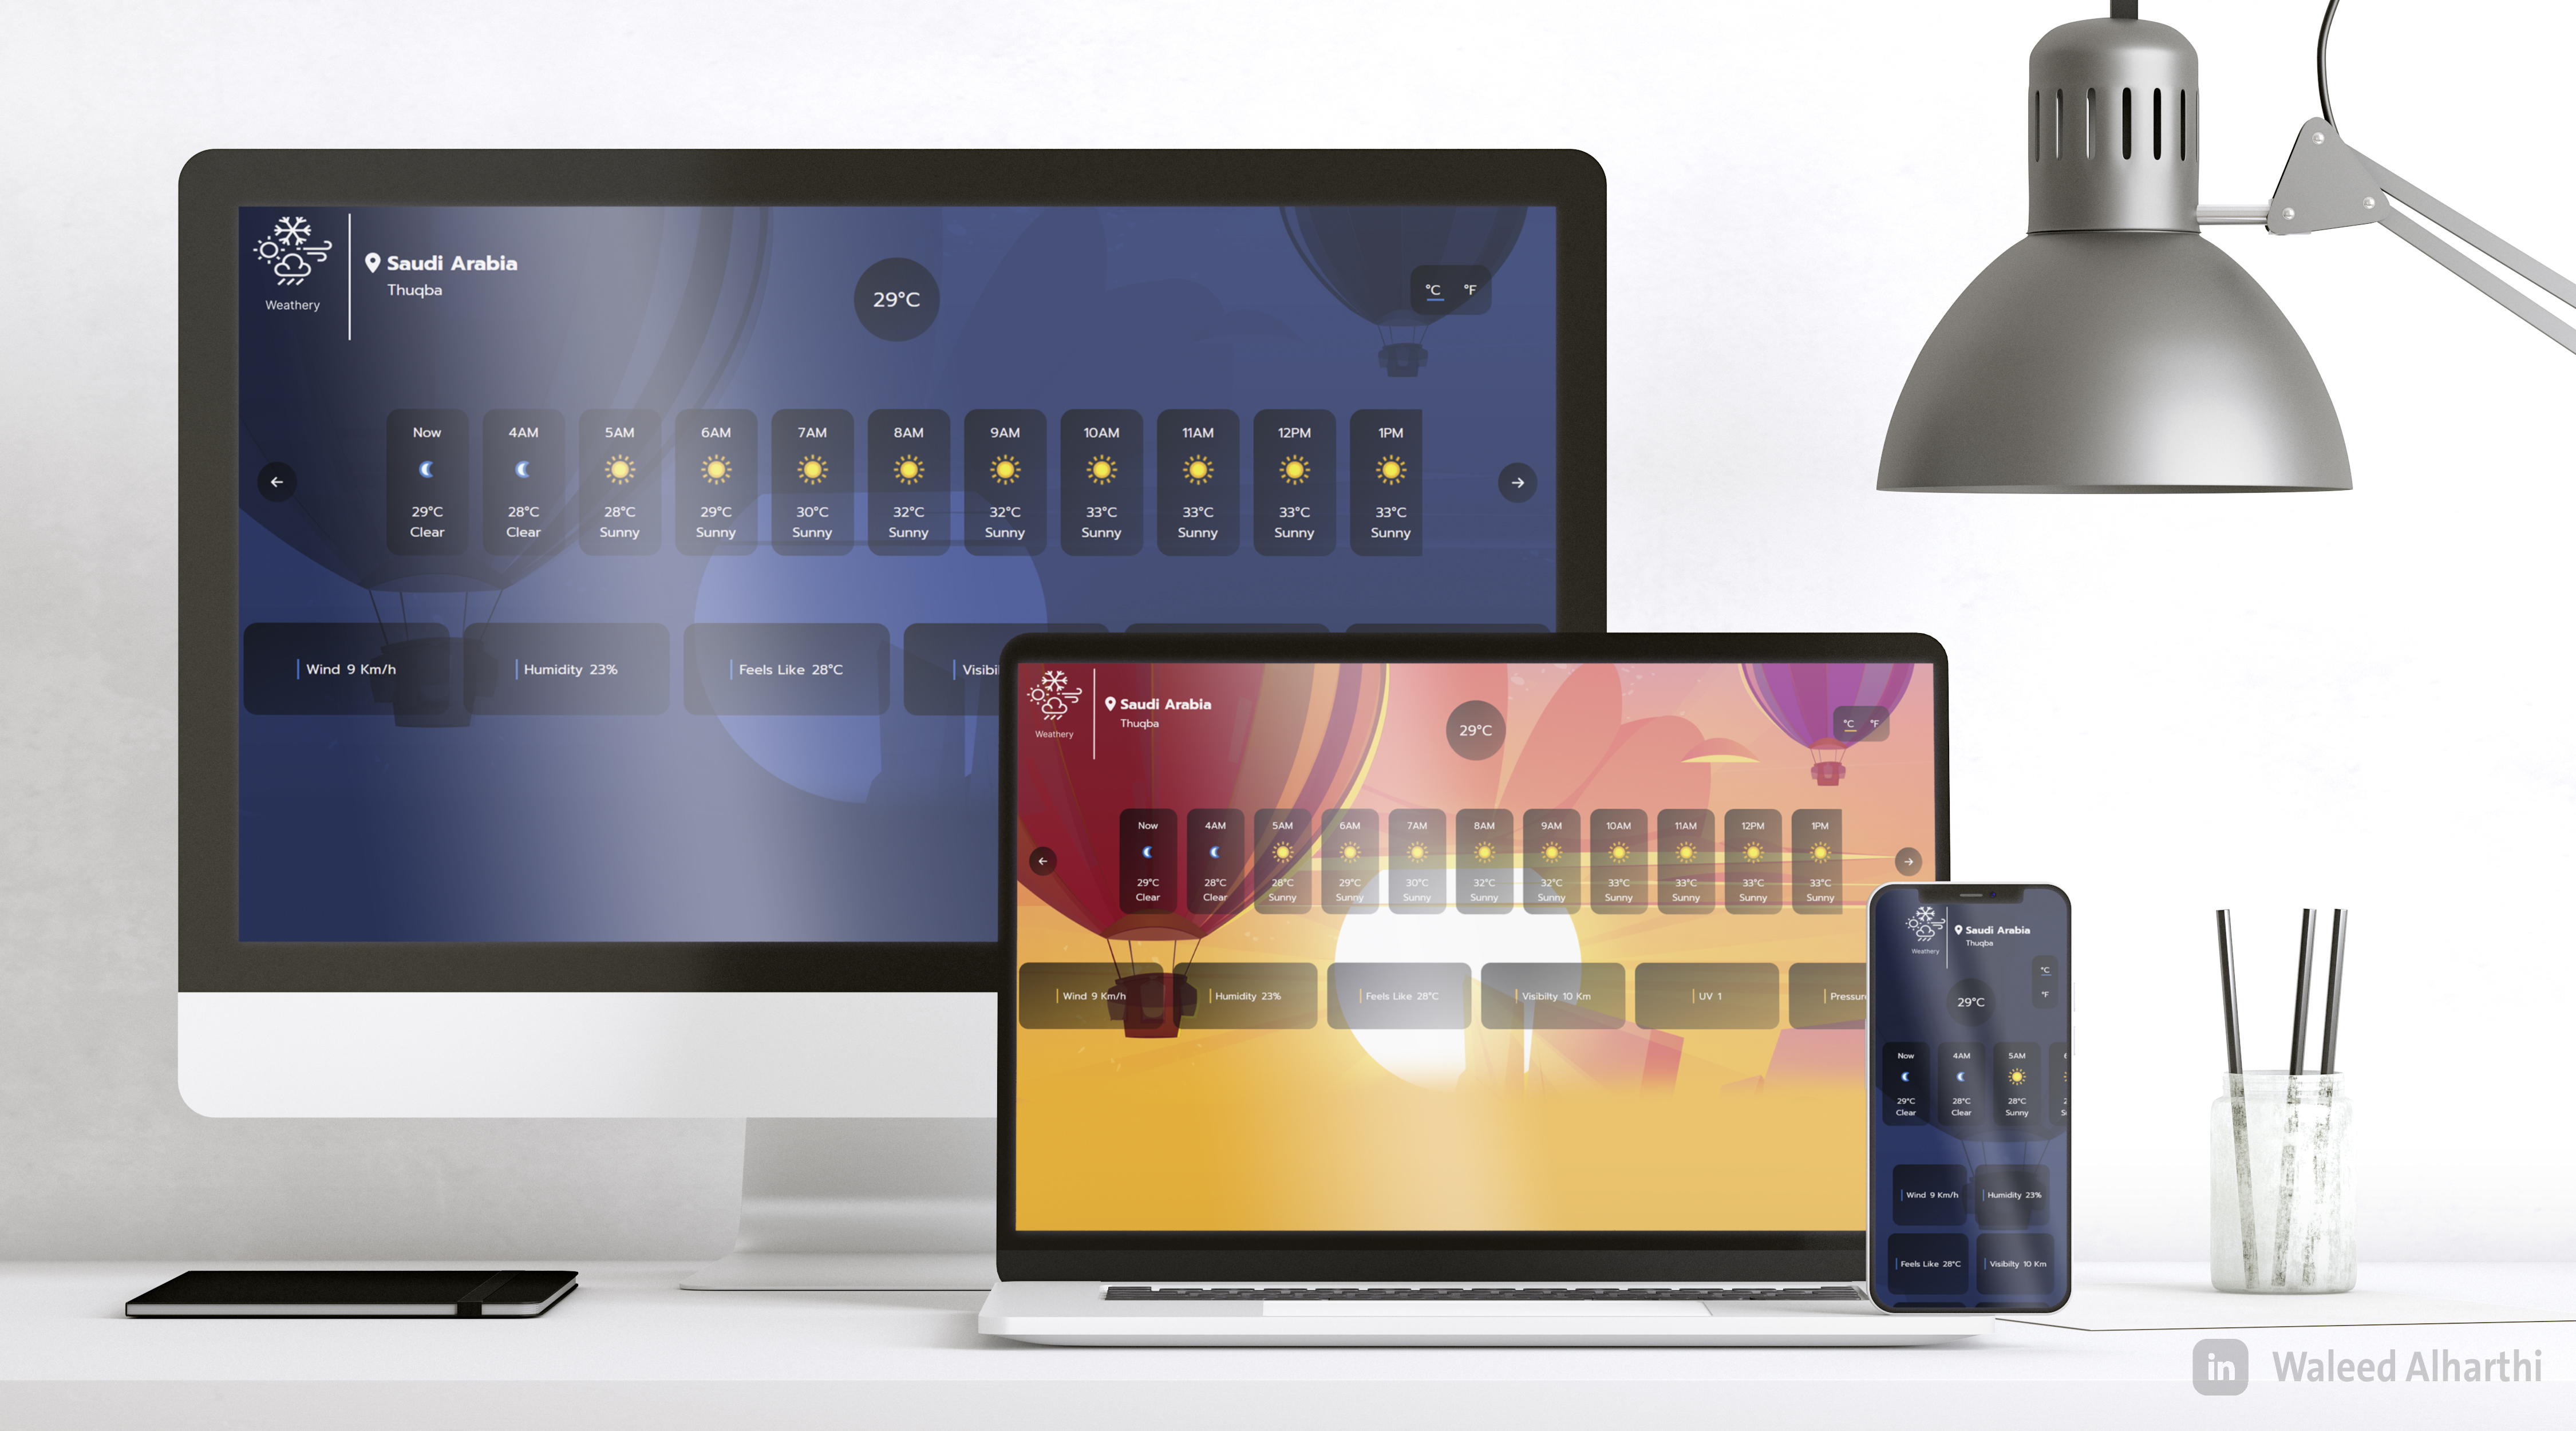 Weathery
Saudi Arabia
Thuqba
29°C
°C °F
Now 4AM 5AM 6AM 7AM 8AM 9AM 10AM 11AM 12PM 1PM
29°C 28°C 28°C 29°C 30°C 32°C 32°C 33°C 33°C 33°C 33°C
Clear Clear Sunny Sunny Sunny Sunny Sunny Sunny Sunny Sunny Sunny
Wind 9 Km/h Humidity 23% Feels Like 28°C Visibil
Weathery
Saudi Arabia
Thuqba
29°C
°C °F
Now 4AM 5AM 6AM 7AM 8AM 9AM 10AM 11AM 12PM 1PM
29°C 28°C 28°C 29°C 30°C 32°C 32°C 33°C 33°C 33°C 33°C
Clear Clear Sunny Sunny Sunny Sunny Sunny Sunny Sunny Sunny Sunny
Wind 9 Km/h Humidity 23% Feels Like 28°C Visibilty 10 Km UV 1 Pressur
Weathery
Saudi Arabia
Thuqba
°C
29°C
°F
Now 4AM 5AM 6
29°C 28°C 28°C 2
Clear Clear Sunny S
Wind 9 Km/h Humidity 23%
Feels Like 28°C Visibilty 10 Km
in Waleed Alharthi